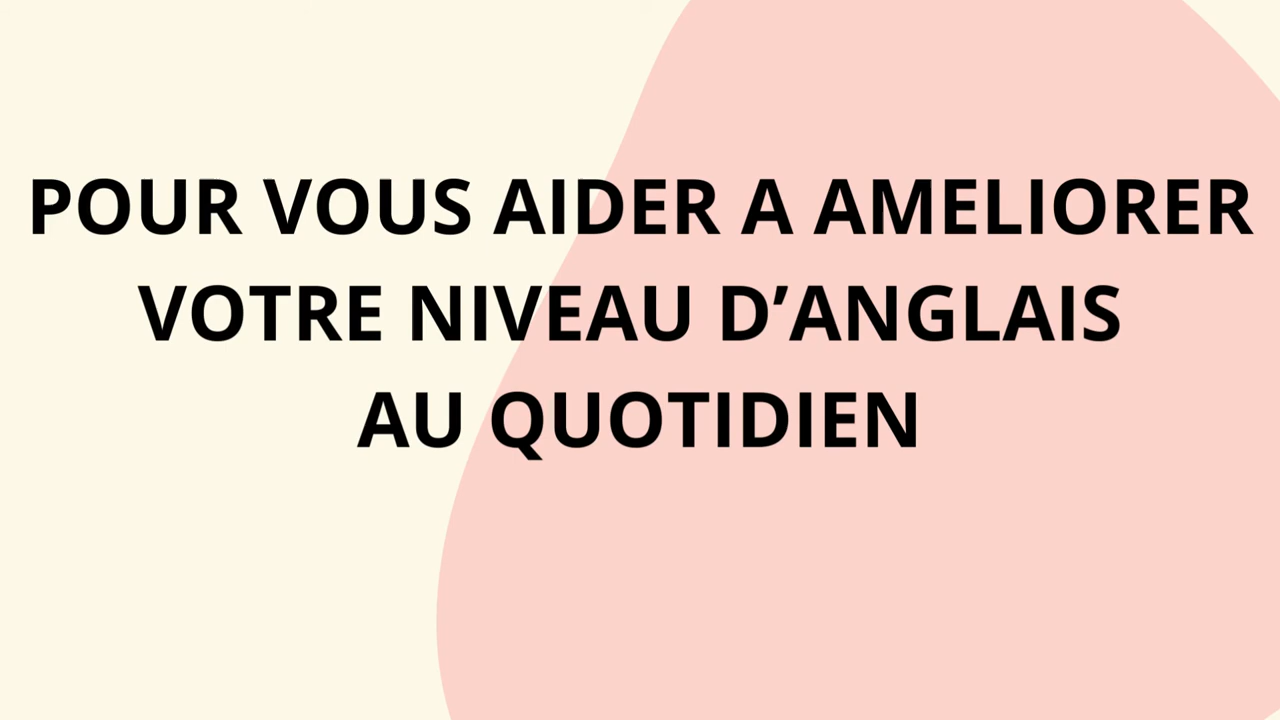 POUR VOUS AIDER A AMELIORER
VOTRE NIVEAU D’ANGLAIS
AU QUOTIDIEN